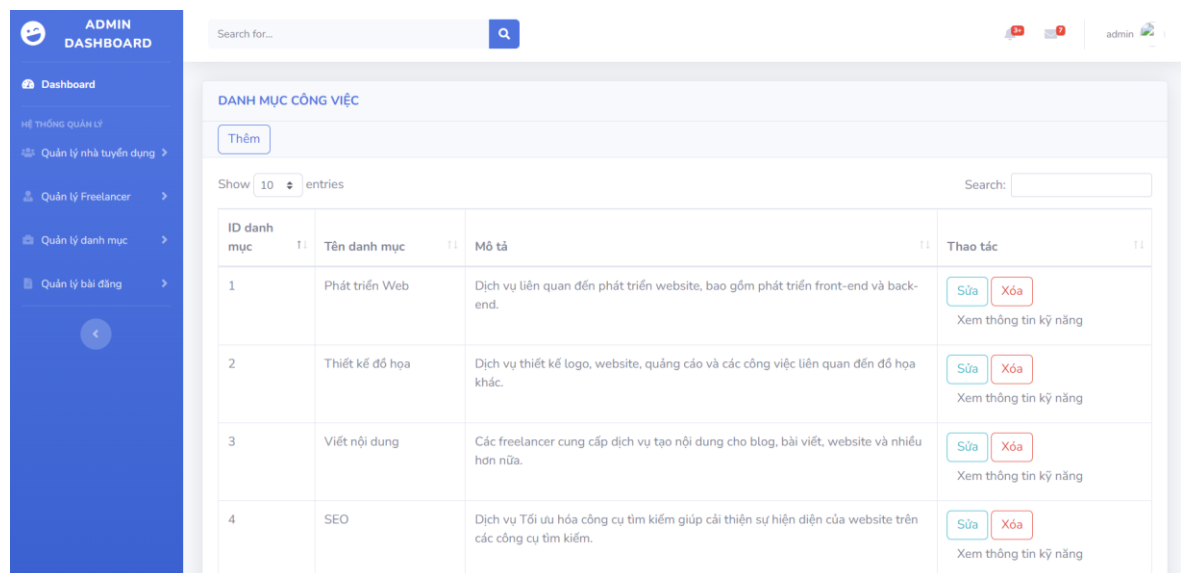 ADMIN
DASHBOARD
Search for...
3+
7
admin
Dashboard
HỆ THỐNG QUẢN LÝ
Quản lý nhà tuyển dụng
Quản lý Freelancer
Quản lý danh mục
Quản lý bài đăng
DANH MỤC CÔNG VIỆC
Thêm
Show 10 entries
Search:
ID danh
mục
Tên danh mục
Mô tả
Thao tác
1
Phát triển Web
Dịch vụ liên quan đến phát triển website, bao gồm phát triển front-end và back-
end.
Sửa Xóa
Xem thông tin kỹ năng
2
Thiết kế đồ họa
Dịch vụ thiết kế logo, website, quảng cáo và các công việc liên quan đến đồ họa
khác.
Sửa Xóa
Xem thông tin kỹ năng
3
Viết nội dung
Các freelancer cung cấp dịch vụ tạo nội dung cho blog, bài viết, website và nhiều
hơn nữa.
Sửa Xóa
Xem thông tin kỹ năng
4
SEO
Dịch vụ Tối ưu hóa công cụ tìm kiếm giúp cải thiện sự hiện diện của website trên
các công cụ tìm kiếm.
Sửa Xóa
Xem thông tin kỹ năng